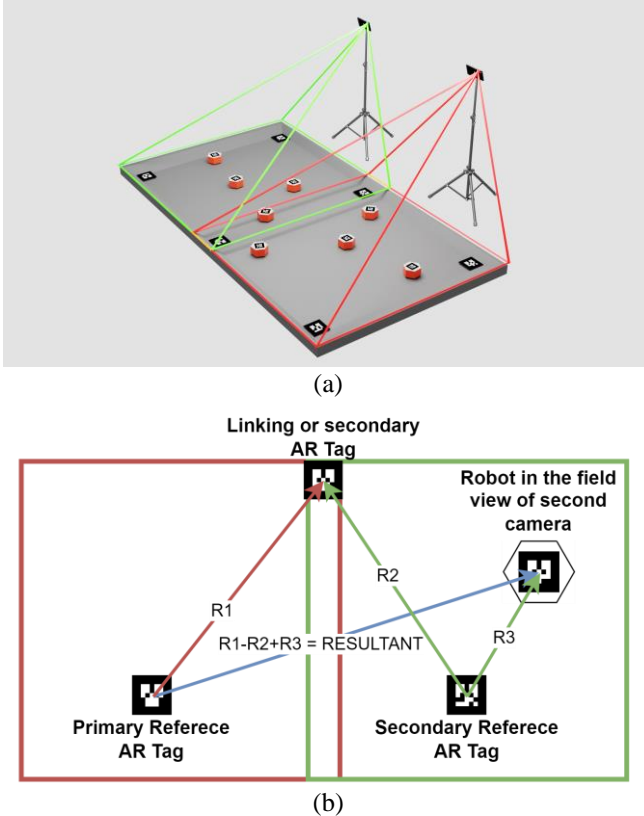 (a)
Linking or secondary
AR Tag
Robot in the field
view of second
camera
R2
R1
R3
R1-R2+R3 = RESULTANT
Primary Referece
AR Tag
Secondary Referece
AR Tag
(b)